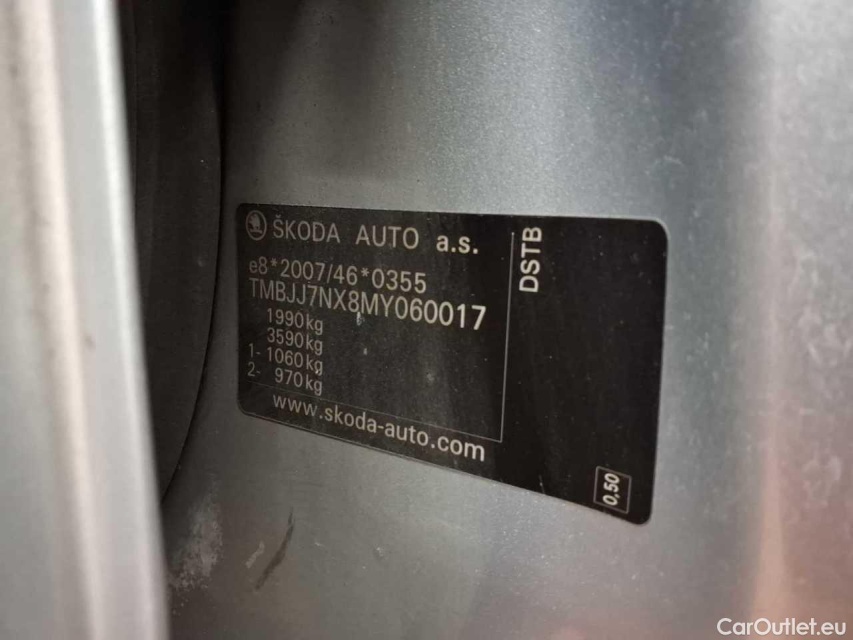 ŠKODA AUTO a.s.
e8*2007/46*0355
TMBJJ7NX8MY060017
1990kg
3590kg
1- 1060kg
2- 970kg
www.skoda-auto.com
DSTB
0,50
CarOutlet.eu